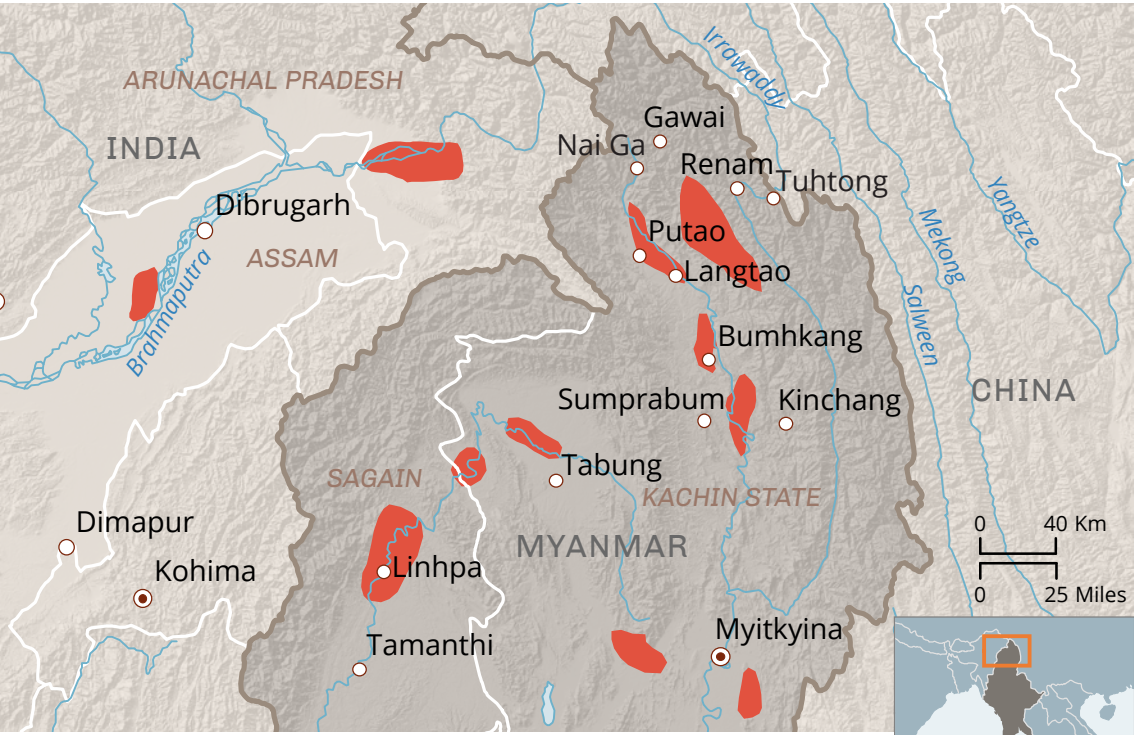 Irrawaddy
ARUNACHAL PRADESH
Gawai
INDIA
Nai Ga
Renam
Tuhtong
Dibrugarh
Yangtze
Putao
Mekong
ASSAM
Langtao
Brahmaputra
Salween
Bumhkang
CHINA
Sumprabum
Kinchang
Tabung
SAGAIN
KACHIN STATE
Dimapur
MYANMAR
0 40 Km
Kohima
Linhpa
0 25 Miles
Tamanthi
Myitkyina